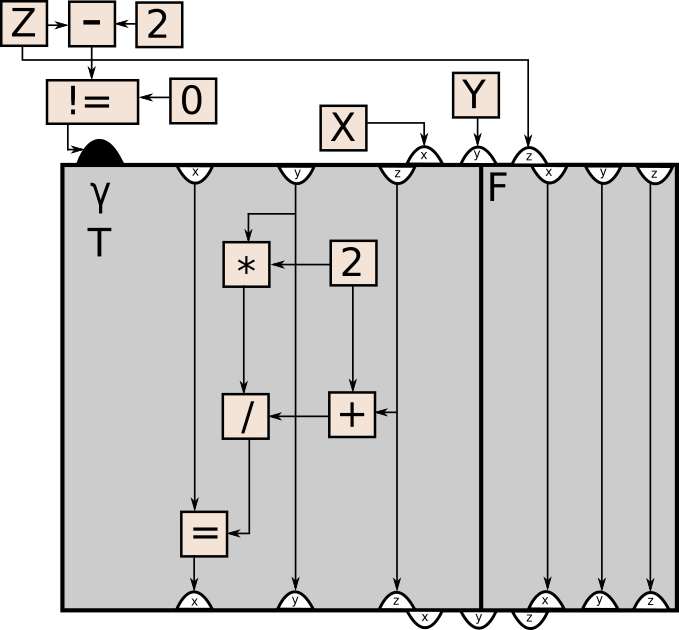 Z - 2
!= 0
X Y
x y z
x y z x y z
γ F
T
* 2
/ +
=
x y z x y z
x y z